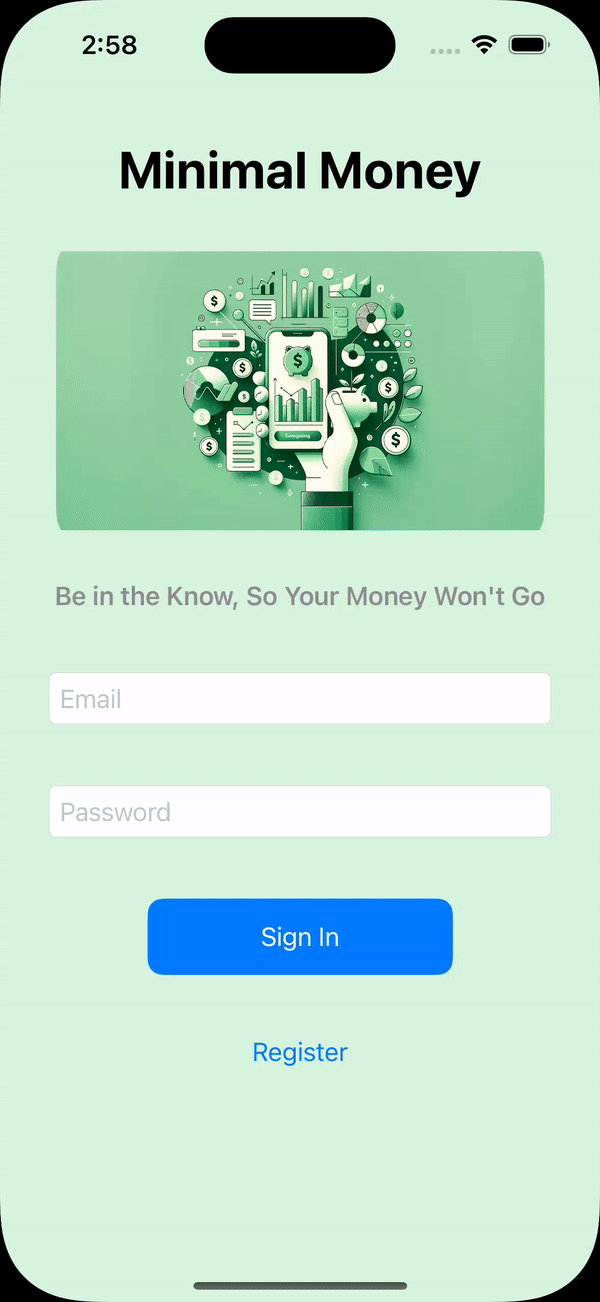 2:58
Minimal Money
Be in the Know, So Your Money Won't Go
Email
Password
Sign In
Register